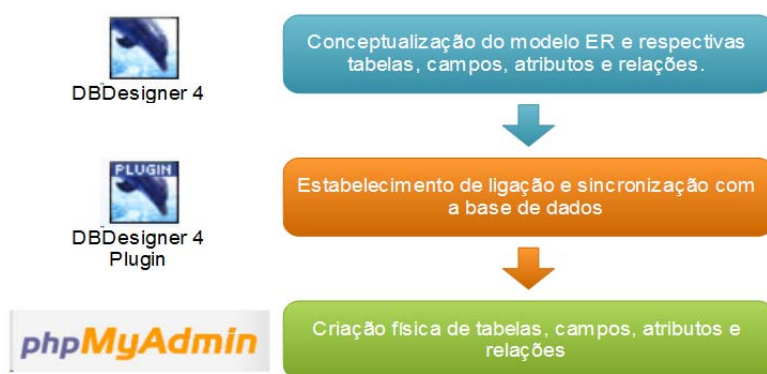 Conceptualização do modelo ER e respectivas
tabelas, campos, atributos e relações.
DBDesigner 4
PLUGIN
Estabelecimento de ligação e sincronização com
a base de dados
DBDesigner 4
Plugin
phpMyAdmin
Criação física de tabelas, campos, atributos e
relações